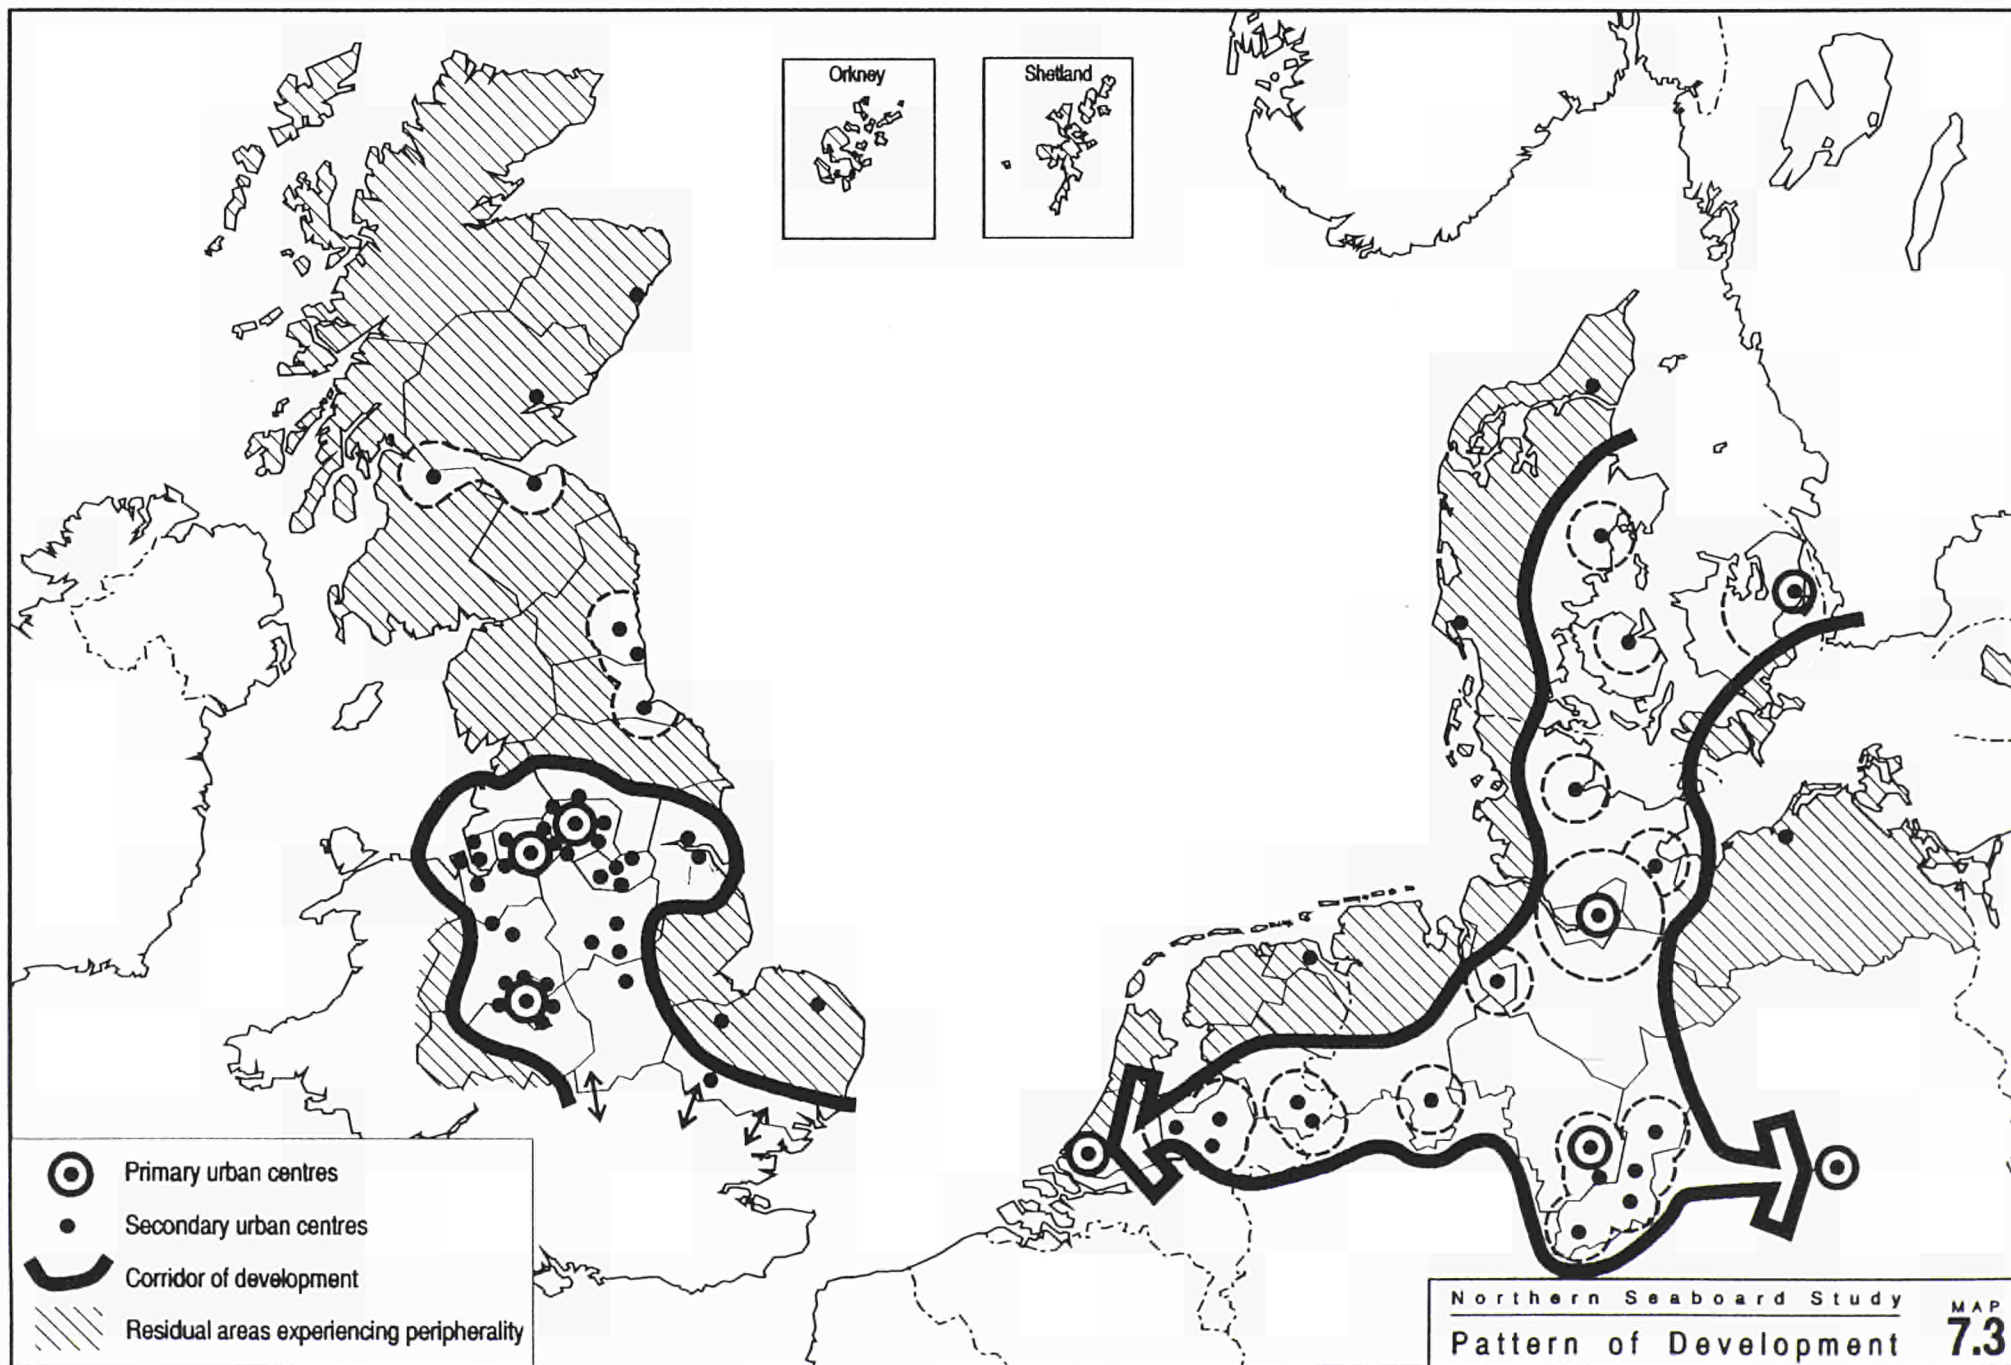 Orkney
Shetland
Primary urban centres
Secondary urban centres
Corridor of development
Residual areas experiencing peripherality
Northern Seaboard Study
Pattern of Development
MAP
7.3